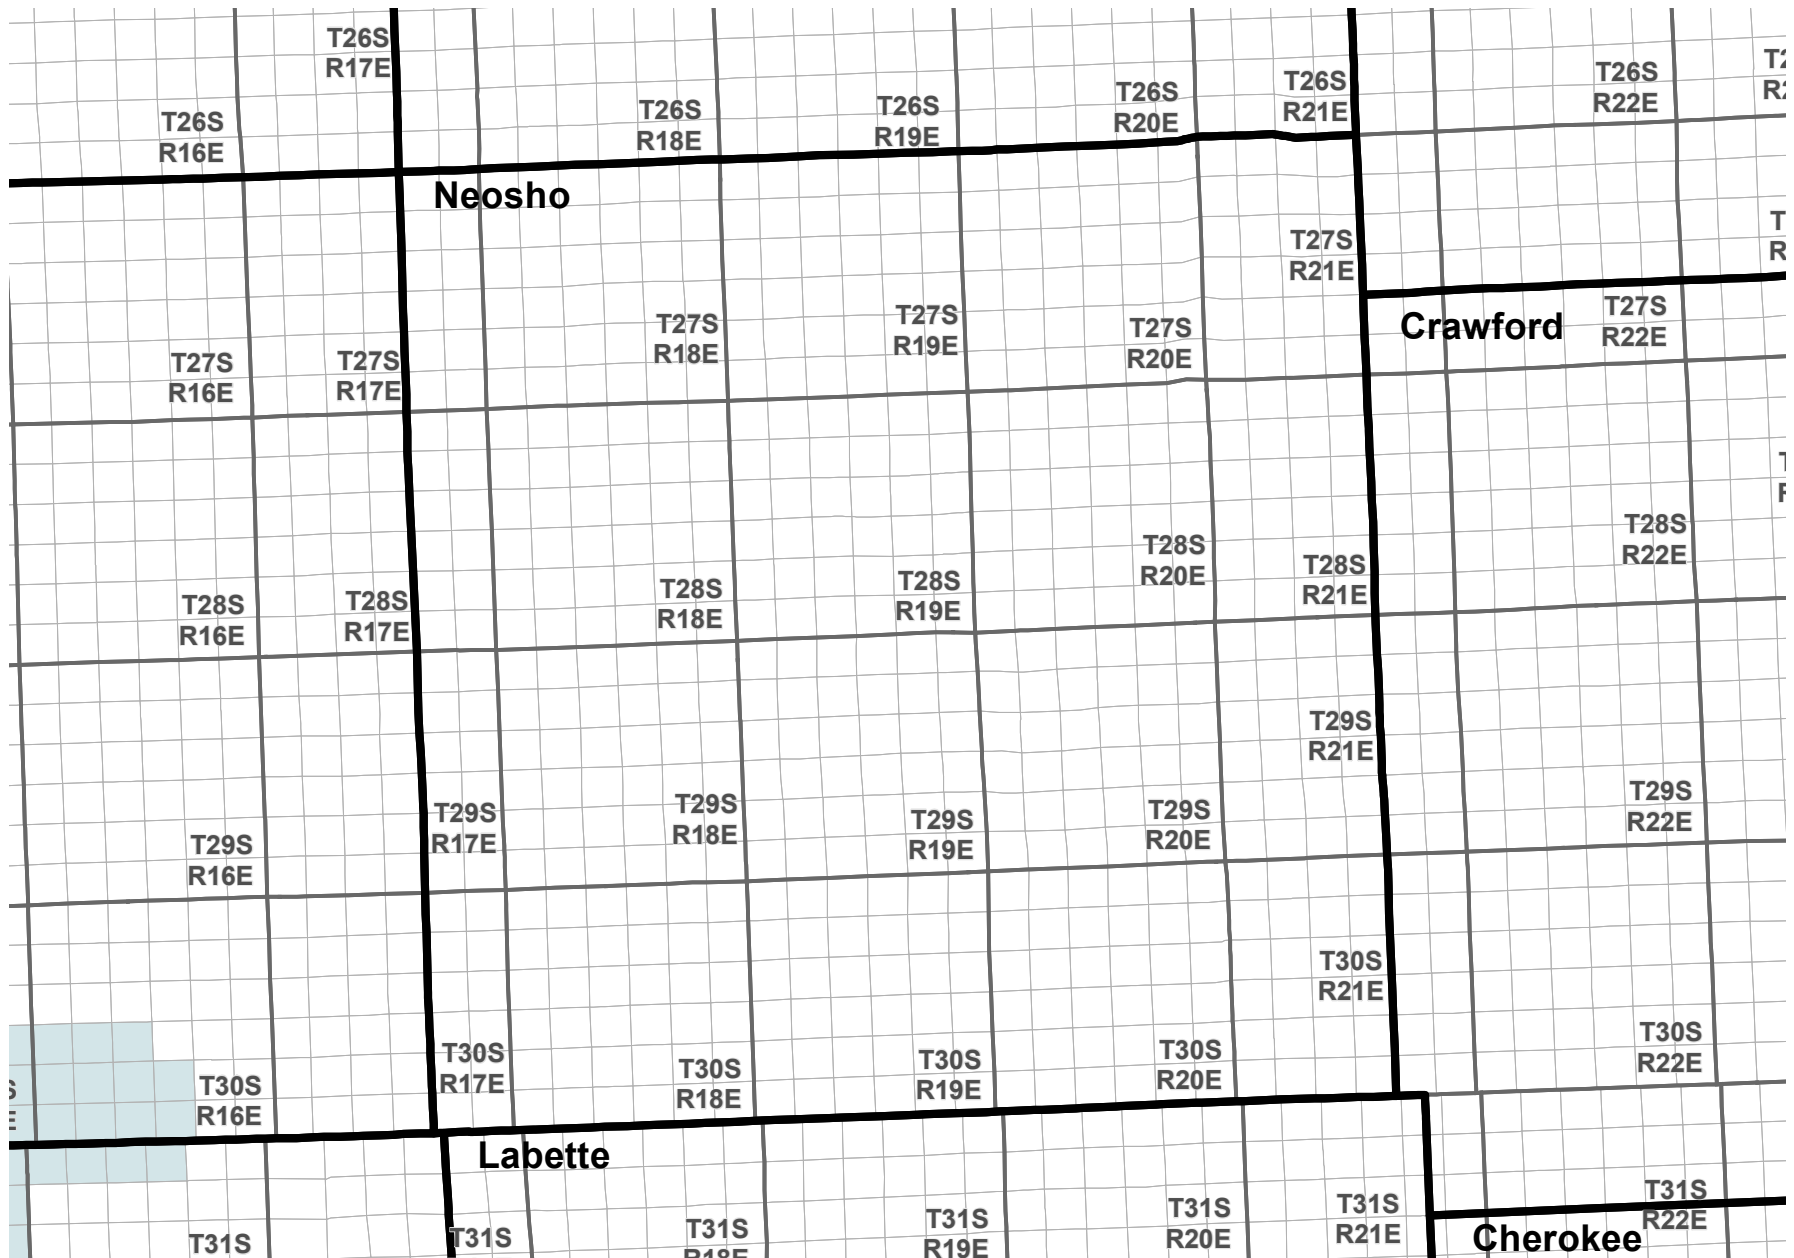 T26S
R17E
T26S
R16E
T26S
R18E
T26S
R19E
T26S
R20E
T26S
R21E
T26S
R22E
Neosho
T27S
R21E
T27S
R16E
T27S
R17E
T27S
R18E
T27S
R19E
T27S
R20E
Crawford
T27S
R22E
T28S
R16E
T28S
R17E
T28S
R18E
T28S
R19E
T28S
R20E
T28S
R21E
T28S
R22E
T29S
R21E
T29S
R16E
T29S
R17E
T29S
R18E
T29S
R19E
T29S
R20E
T29S
R22E
T30S
R21E
T30S
R16E
T30S
R17E
T30S
R18E
T30S
R19E
T30S
R20E
T30S
R22E
Labette
T31S
T31S
T31S
R18E
T31S
R19E
T31S
R20E
T31S
R21E
T31S
R22E
Cherokee